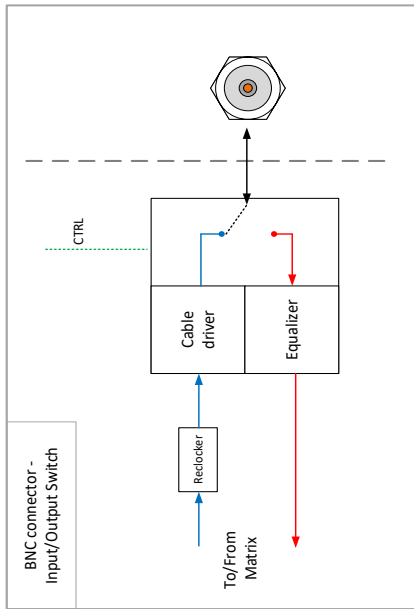 BNC connector -
Input/Output Switch
CTRL
Cable
driver
Equalizer
Reclocker
To/From
Matrix